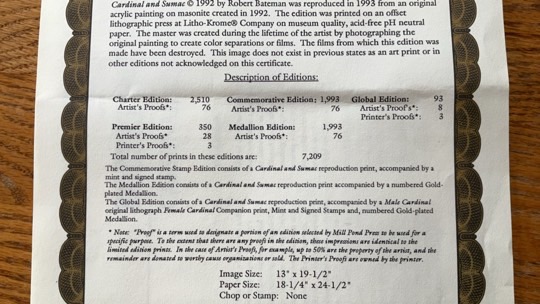 Cardinal and Sumac © 1992 by Robert Bateman was reproduced in 1993 from an original
acrylic painting on masonite created in 1992. The edition was printed on an offset
lithographic press at Litho-Krome® Company on museum quality, acid-free pH neutral
paper. The master was created during the lifetime of the artist by photographing the
original painting to create color separations or films. The films from which this edition was
made have been destroyed. This image does not exist in previous states as an art print or in
other editions not acknowledged on this certificate.
Description of Editions:
Charter Edition: 2,510 Commemorative Edition: 1,993 Global Edition: 93
Artist's Proofs*: 76 Artist's Proofs*: 76 Artist's Proofs*: 8
Printer's Proofs*: 3
Premier Edition: 350 Medallion Edition: 1,993
Artist's Proofs* 28 Artist's Proofs*: 76
Printer's Proofs*: 3
Total number of prints in these editions are: 7,209
The Commemorative Stamp Edition consists of a Cardinal and Sumac reproduction print, accompanied by a
mint and signed stamp.
The Medallion Edition consists of a Cardinal and Sumac reproduction print accompanied by a numbered Gold-
plated Medallion.
The Global Edition consists of a Cardinal and Sumac reproduction print, accompanied by a Male Cardinal
original lithograph Female Cardinal Companion print, Mint and Signed Stamps and, numbered Gold-plated
Medallion.
* Note: "Proof" is a term used to designate a portion of an edition selected by Mill Pond Press to be used for a
specific purpose. To the extent that there are any proofs in the edition, these impressions are identical to the
limited edition prints. In the case of Artist's Proofs, for example, up to 50% are the property of the artist, and the
remainder are donated to worthy cause organizations or sold. The Printer's Proofs are owned by the printer.
Image Size: 13" x 19-1/2"
Paper Size: 18-1/4" x 24-1/2"
Chop or Stamp: None